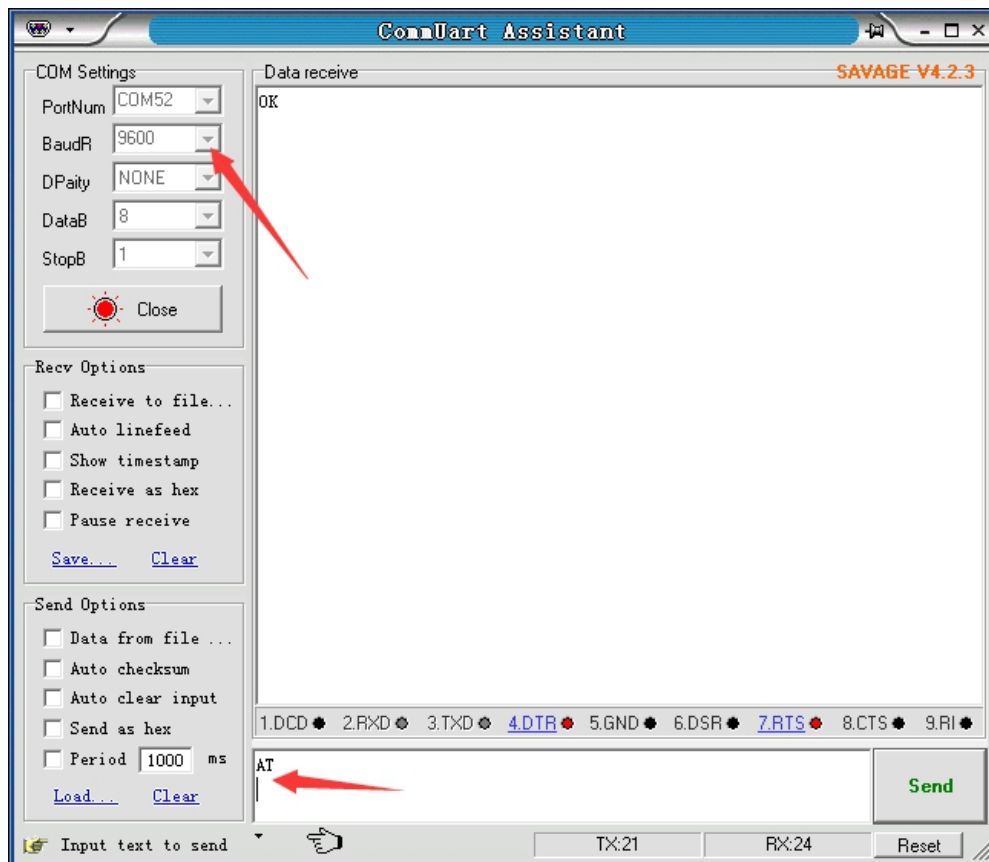 CommUart Assistant
COM Settings
PortNum COM52
BaudR 9600
DPaity NONE
DataB 8
StopB 1
Close
Recv Options
Receive to file...
Auto linefeed
Show timestamp
Receive as hex
Pause receive
Save... Clear
Send Options
Data from file ...
Auto checksum
Auto clear input
Send as hex
Period 1000 ms
Load... Clear
Data receive SAVAGE V4.2.3
OK
1.DCD 2.RXD 3.TXD 4.DTR 5.GND 6.DSR 7.RTS 8.CTS 9.RI
AT
Send
Input text to send TX:21 RX:24 Reset